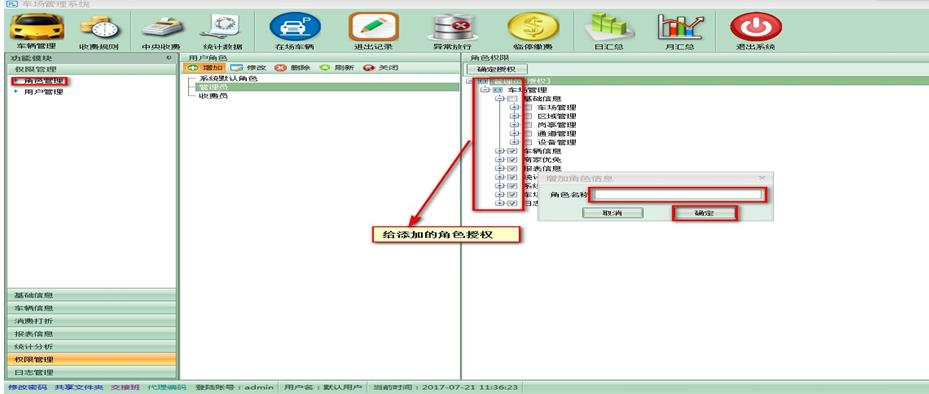 车场管理系统
车辆管理 收费规则 中央收费 统计数据 在场车辆 进出记录 异常放行 临停缴费 日汇总 月汇总 退出系统
功能模块
权限管理
角色管理
用户管理
基础信息
车辆信息
消费打折
报表信息
统计分析
权限管理
日志管理
用户角色
增加 修改 删除 刷新 关闭
系统默认角色
管理员
收费员
角色权限
确定授权
车场管理
基础信息
车场管理
区域管理
岗亭管理
通道管理
设备管理
车辆信息
商家优免
报表信息
增加角色信息
角色名称
取消 确定
给添加的角色授权
修改密码 共享文件夹 交接班 代理编码 登陆账号:admin 用户名:默认用户 当前时间:2017-07-21 11:36:23